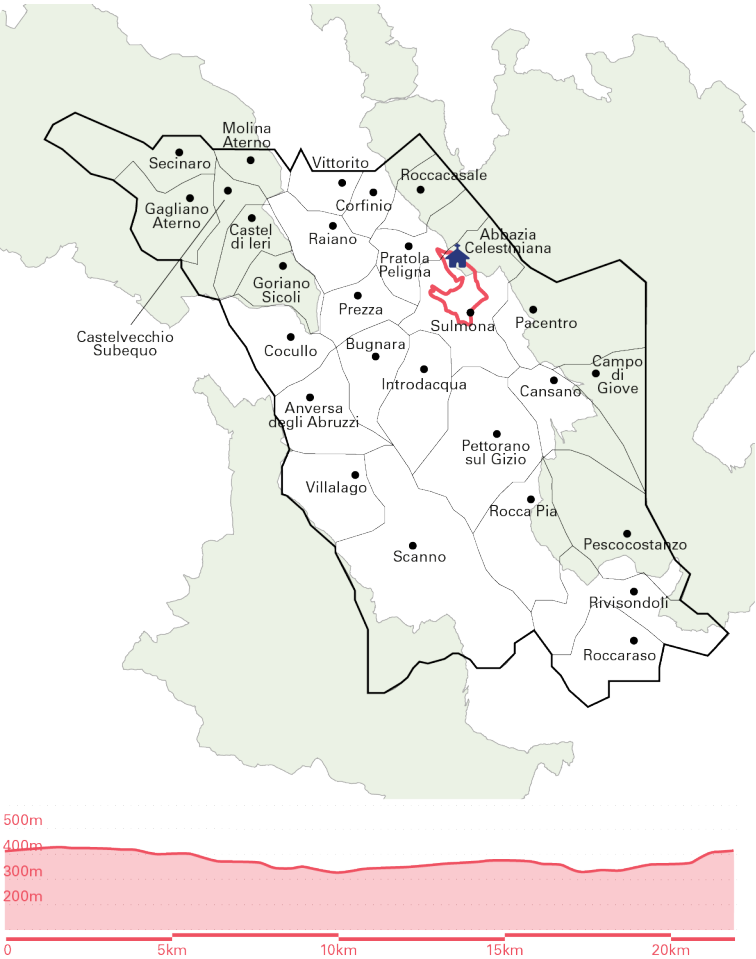 Molina
Aterno
Secinaro
Vittorito
Roccacasale
Corfinio
Gagliano
Aterno
Castel
di Ieri
Raiano
Abbazia
Celestiniana
Pratola
Peligna
Goriano
Sicoli
Prezza
Sulmona
Pacentro
Castelvecchio
Subequo
Cocullo
Bugnara
Introdacqua
Cansano
Campo
di
Giove
Anversa
degli Abruzzi
Pettorano
sul Gizio
Villalago
Rocca Pia
Scanno
Pescocostanzo
Rivisondoli
Roccaraso
500m
400m
300m
200m
0 5km 10km 15km 20km